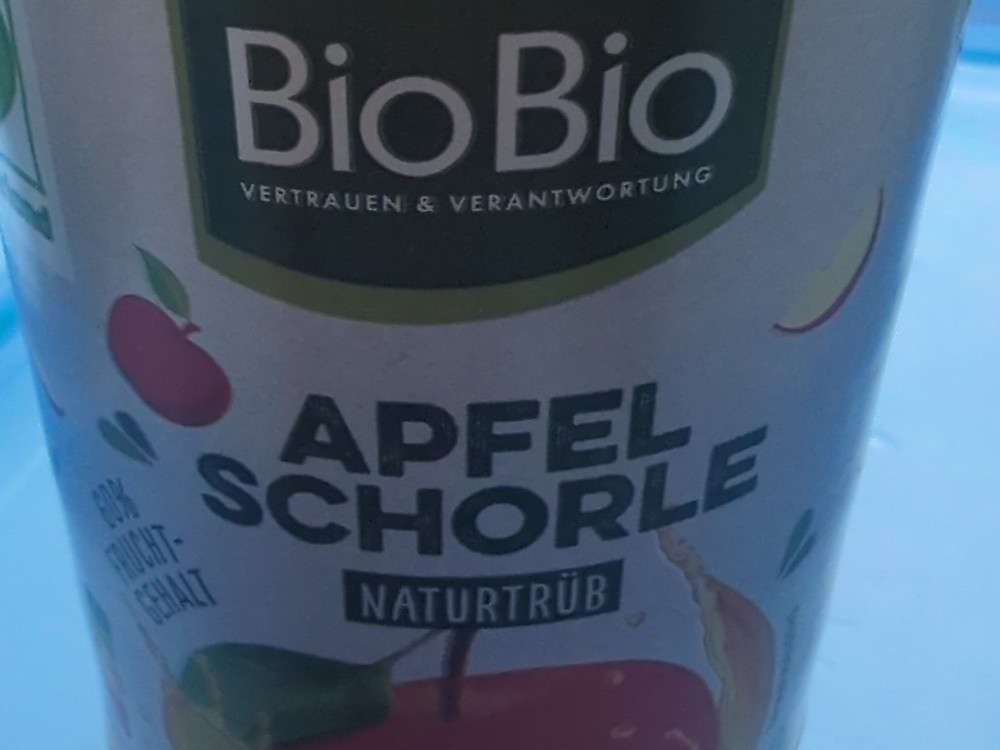 BioBio
VERTRAUEN & VERANTWORTUNG
APFEL
SCHORLE
60%
FRUCHT-
GEHALT
NATURTRÜB